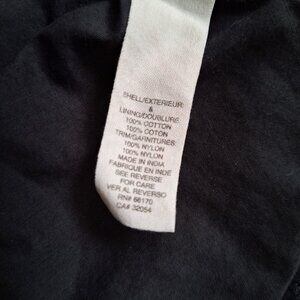 SHELL/EXTERIEUR:
&
LINING/DOUBLURE:
100% COTTON
100% COTON
TRIM/GARNITURES:
100% NYLON
100% NYLON
MADE IN INDIA
FABRIQUE EN INDE
SEE REVERSE
FOR CARE
VER AL REVERSO
RN# 66170
CA# 32054